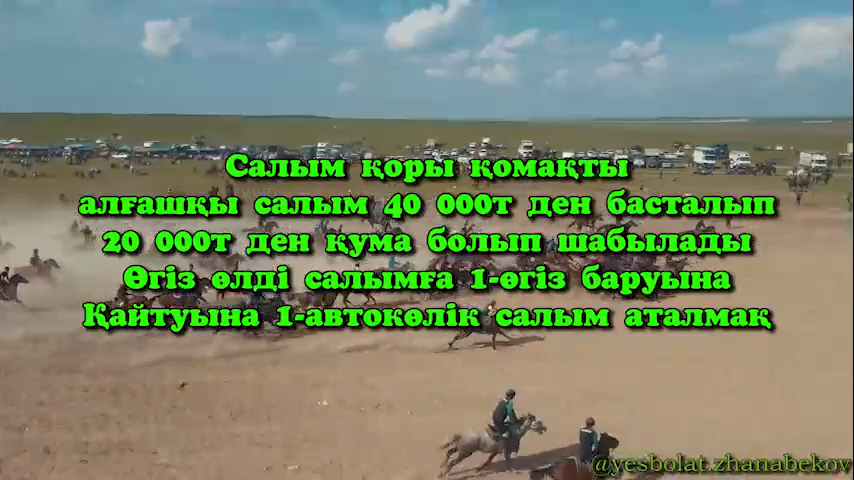 Салым қоры қомақты
алғашқы салым 40 000т ден басталып
20 000т ден қума болып шабылады
Өгіз өлді салымға 1-өгіз баруына
Қайтуына 1-автокөлік салым аталмақ
@yesbolat.zhanabekov